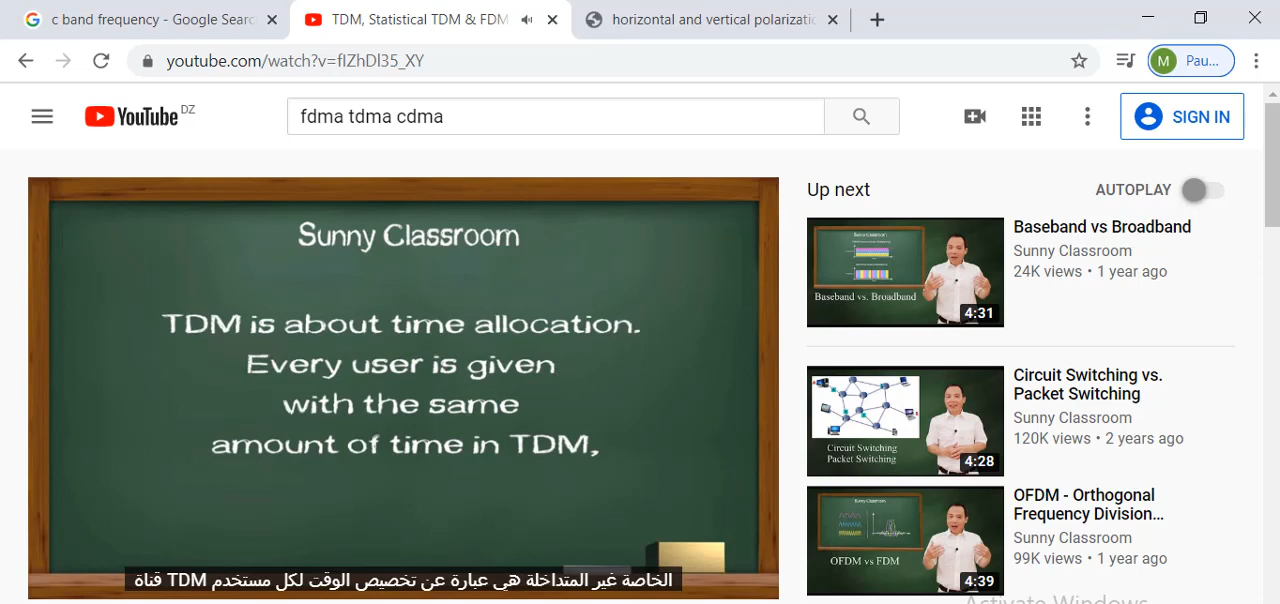 c band frequency - Google Searc
TDM, Statistical TDM & FDM
horizontal and vertical polarizatio
youtube.com/watch?v=fIZhDl35_XY
M Pau...
YouTube DZ
fdma tdma cdma
SIGN IN
Sunny Classroom
TDM is about time allocation.
Every user is given
with the same
amount of time in TDM,
الخاصة غير المتداخلة هي عبارة عن تخصيص الوقت لكل مستخدم TDM قناة
Up next
AUTOPLAY
Baseband vs. Broadband
4:31
Baseband vs Broadband
Sunny Classroom
24K views • 1 year ago
Circuit Switching
Packet Switching
4:28
Circuit Switching vs.
Packet Switching
Sunny Classroom
120K views • 2 years ago
OFDM vs FDM
4:39
OFDM - Orthogonal
Frequency Division...
Sunny Classroom
99K views • 1 year ago
Activate Windows